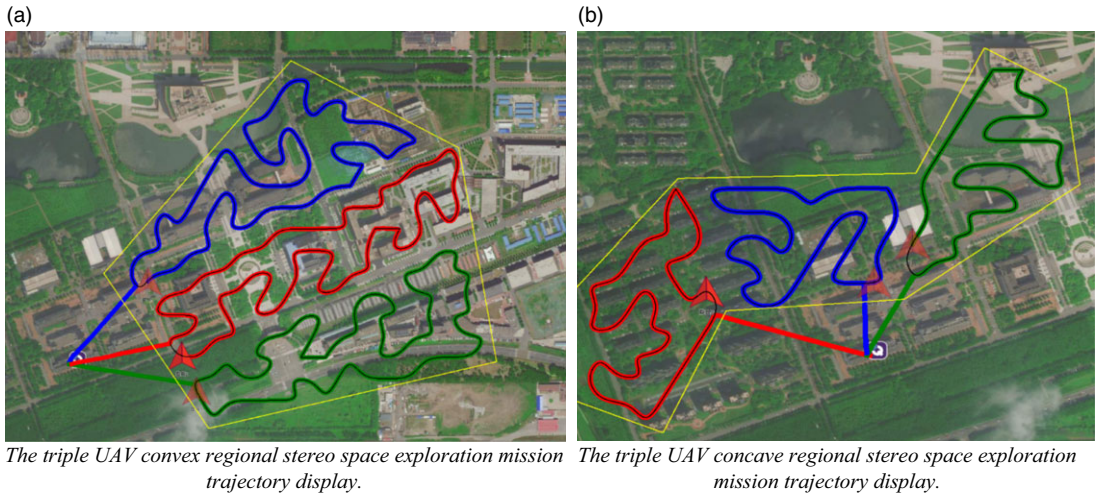 (a)
(b)
The triple UAV convex regional stereo space exploration mission
trajectory display.
The triple UAV concave regional stereo space exploration
mission trajectory display.